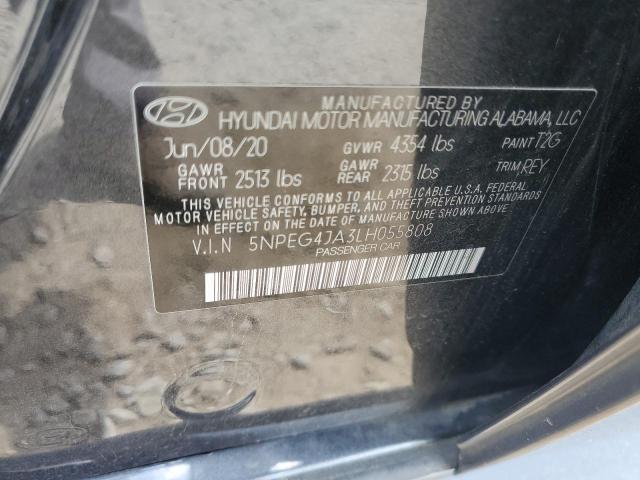 MANUFACTURED BY
HYUNDAI MOTOR MANUFACTURING ALABAMA, LLC
Jun/08/20 GVWR 4354 lbs PAINT T2G
GAWR FRONT 2513 lbs GAWR REAR 2315 lbs TRIM REY
THIS VEHICLE CONFORMS TO ALL APPLICABLE U.S.A. FEDERAL
MOTOR VEHICLE SAFETY, BUMPER, AND THEFT PREVENTION STANDARDS
IN EFFECT ON THE DATE OF MANUFACTURE SHOWN ABOVE.
V.I.N 5NPEG4JA3LH055808
PASSENGER CAR